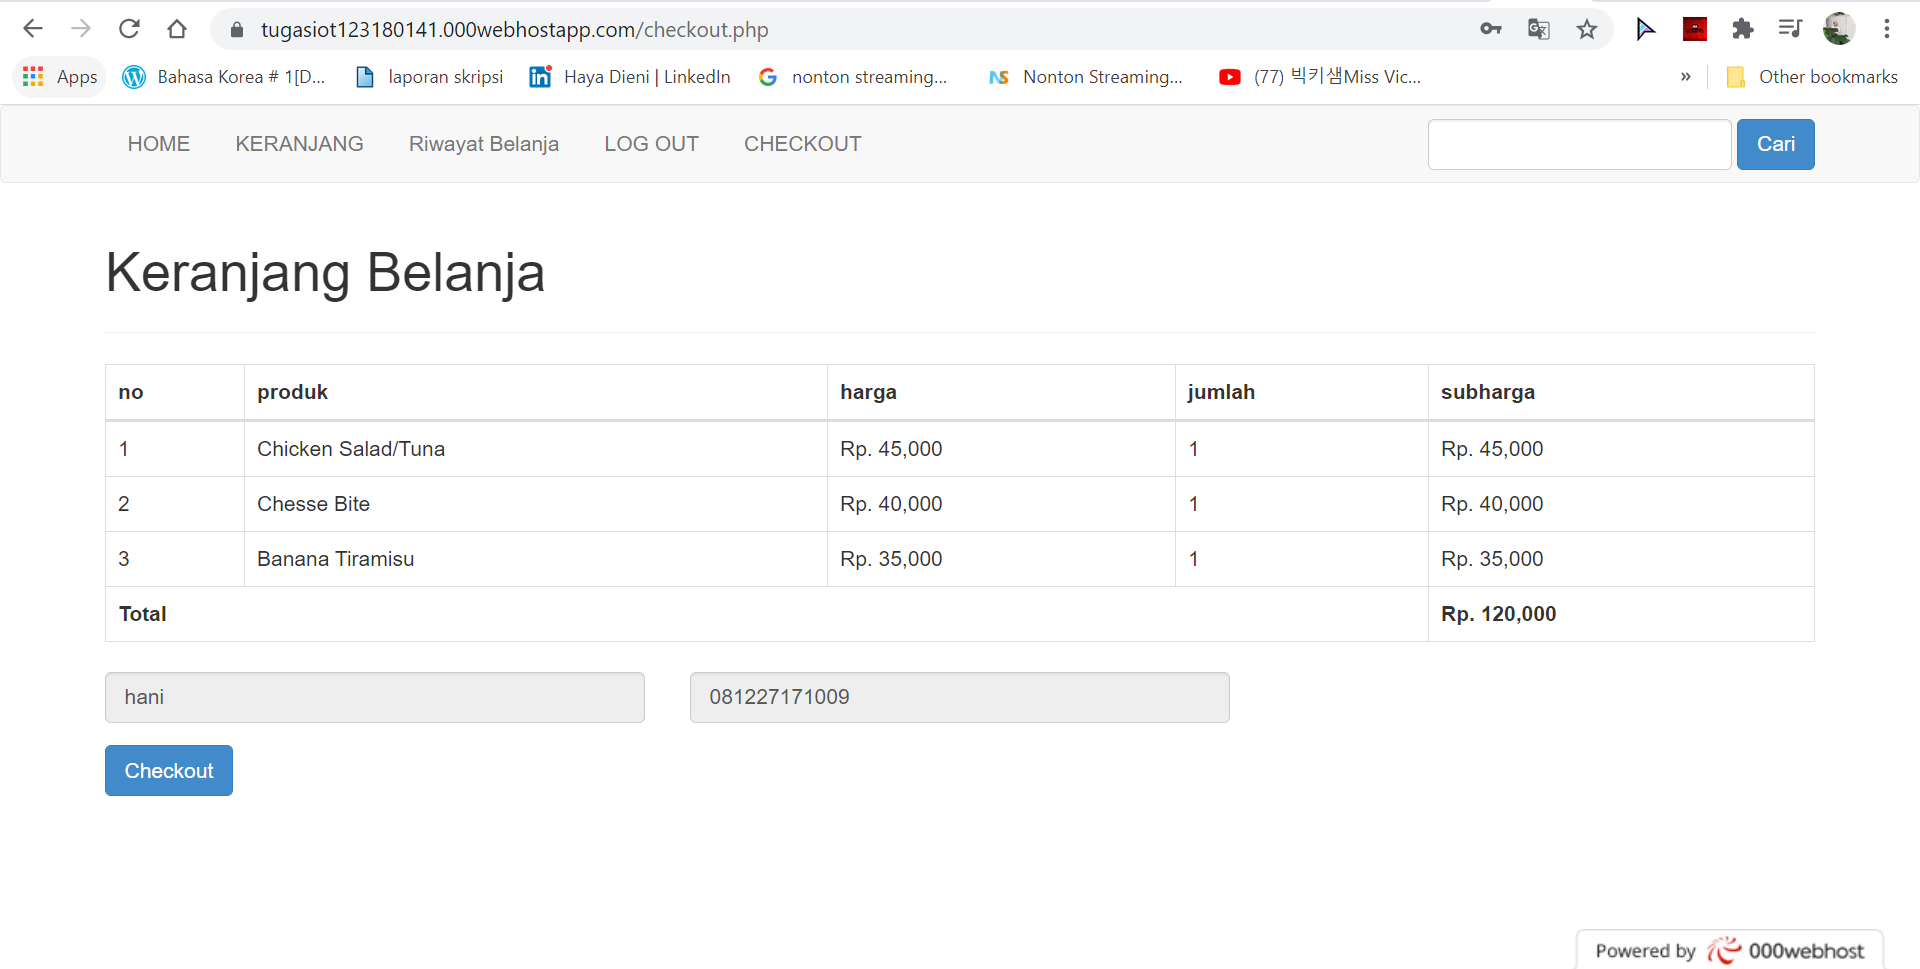 tugasiot123180141.000webhostapp.com/checkout.php
Apps Bahasa Korea # 1[D... laporan skripsi Haya Dieni | LinkedIn nonton streaming... Nonton Streaming... (77) 빅키샘Miss Vic... » Other bookmarks
HOME KERANJANG Riwayat Belanja LOG OUT CHECKOUT Cari
Keranjang Belanja
no produk harga jumlah subharga
1 Chicken Salad/Tuna Rp. 45,000 1 Rp. 45,000
2 Chesse Bite Rp. 40,000 1 Rp. 40,000
3 Banana Tiramisu Rp. 35,000 1 Rp. 35,000
Total Rp. 120,000
hani 081227171009
Checkout
Powered by 000webhost